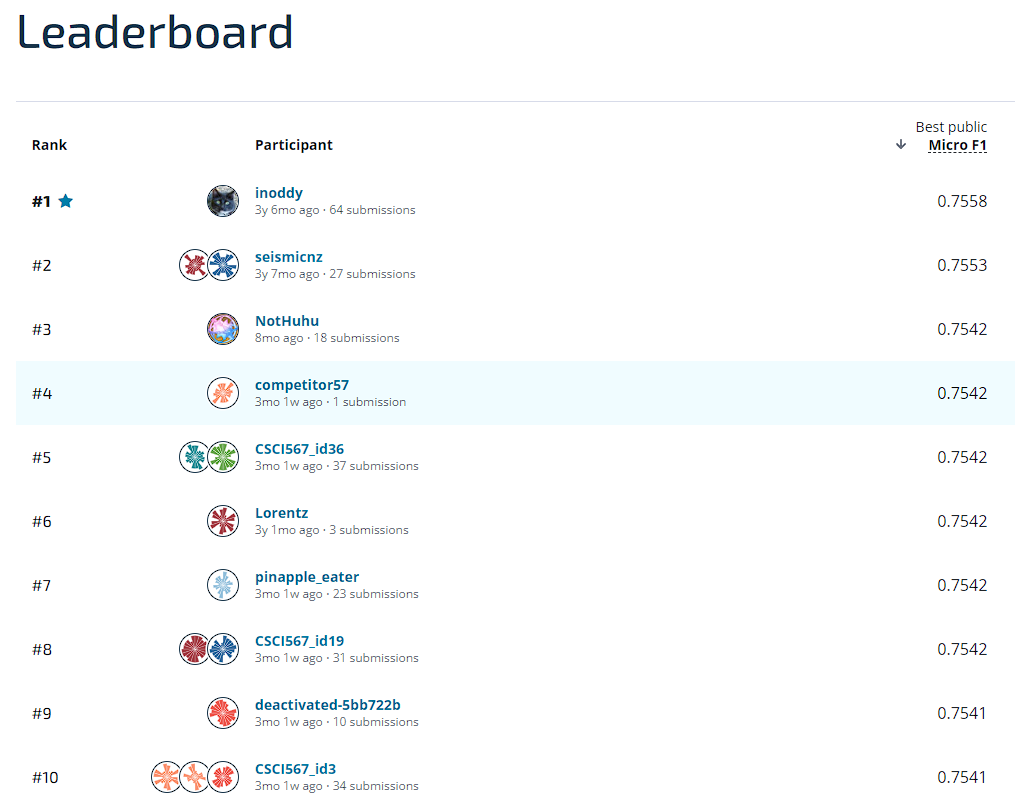 Leaderboard
Rank
Participant
Best public
Micro F1
#1
inoddy
3y 6mo ago · 64 submissions
0.7558
#2
seismicnz
3y 7mo ago · 27 submissions
0.7553
#3
NotHuhu
8mo ago · 18 submissions
0.7542
#4
competitor57
3mo 1w ago · 1 submission
0.7542
#5
CSCI567_id36
3mo 1w ago · 37 submissions
0.7542
#6
Lorentz
3y 1mo ago · 3 submissions
0.7542
#7
pinapple_eater
3mo 1w ago · 23 submissions
0.7542
#8
CSCI567_id19
3mo 1w ago · 31 submissions
0.7542
#9
deactivated-5bb722b
3mo 1w ago · 10 submissions
0.7541
#10
CSCI567_id3
3mo 1w ago · 34 submissions
0.7541